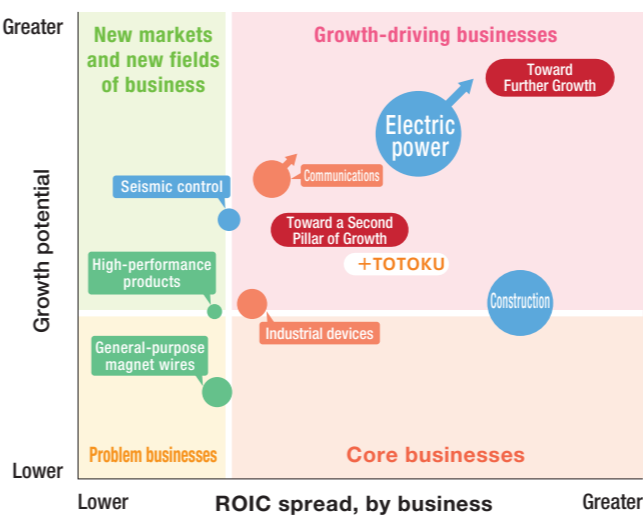 Greater
New markets
and new fields
of business
Growth-driving businesses
Toward
Further Growth
Electric
power
Communications
Seismic control
Toward a Second
Pillar of Growth
+TOTOKU
High-performance
products
Construction
Industrial devices
General-purpose
magnet wires
Growth potential
Problem businesses
Core businesses
Lower
Lower
ROIC spread, by business
Greater